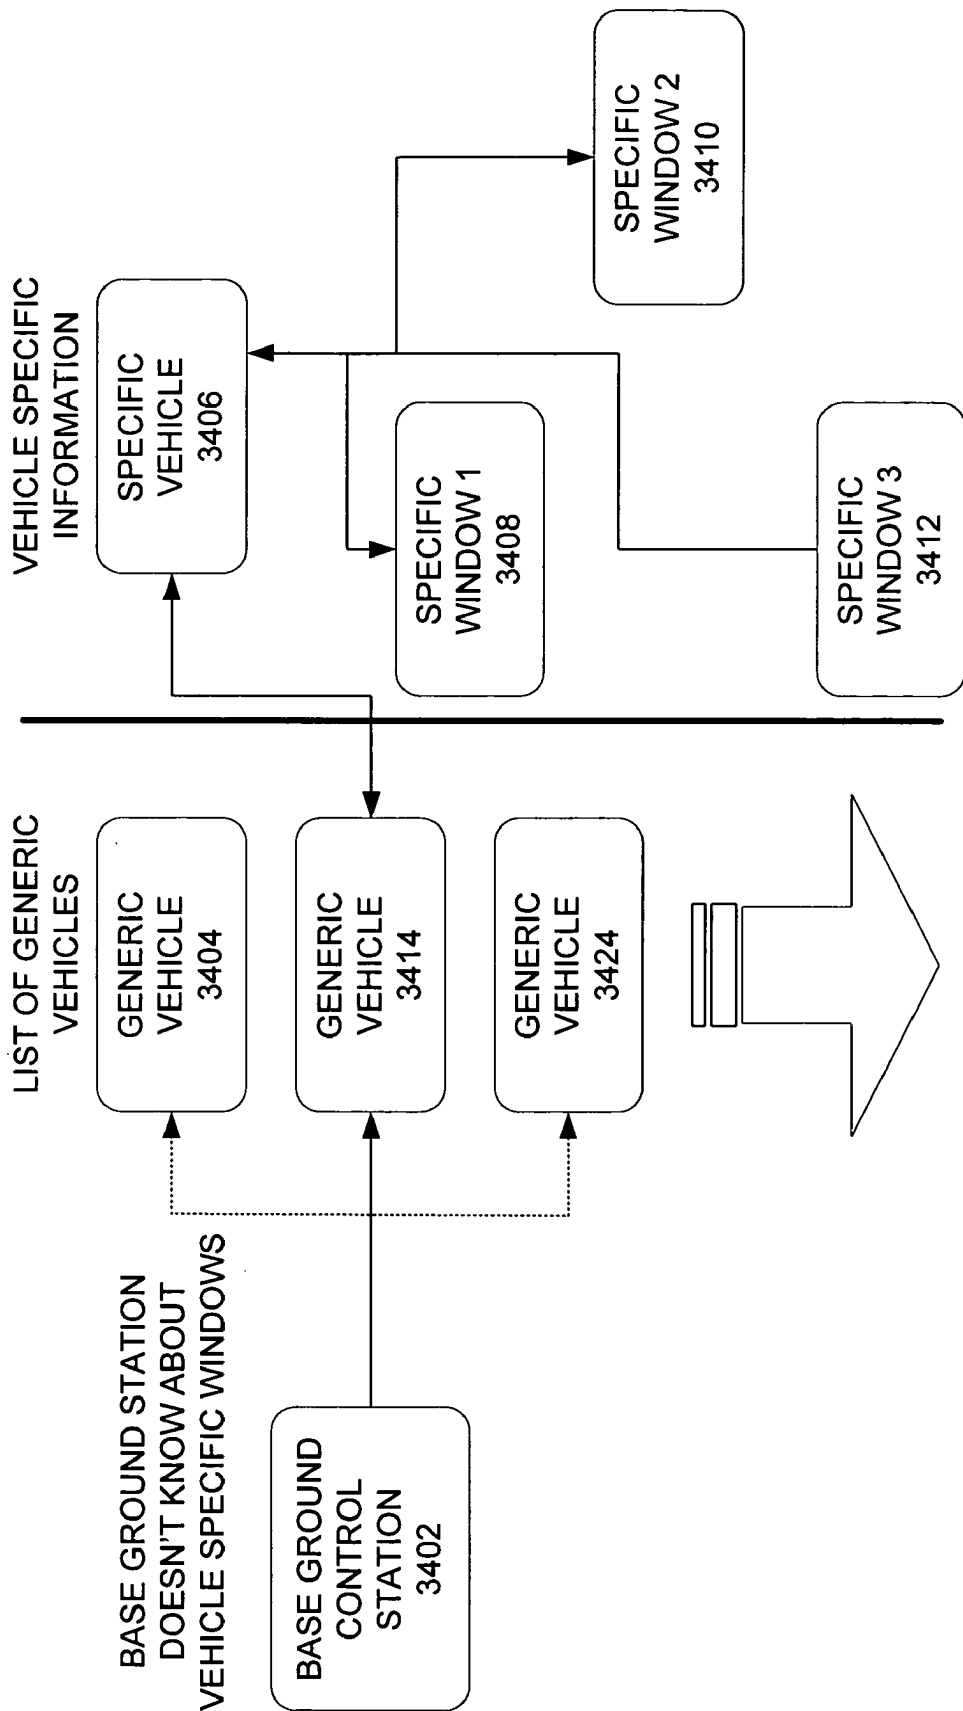 BASE GROUND STATION
DOESN'T KNOW ABOUT
VEHICLE SPECIFIC WINDOWS
BASE GROUND
CONTROL
STATION
3402
LIST OF GENERIC
VEHICLES
GENERIC
VEHICLE
3404
GENERIC
VEHICLE
3414
GENERIC
VEHICLE
3424
VEHICLE SPECIFIC
INFORMATION
SPECIFIC
VEHICLE
3406
SPECIFIC
WINDOW 1
3408
SPECIFIC
WINDOW 2
3410
SPECIFIC
WINDOW 3
3412